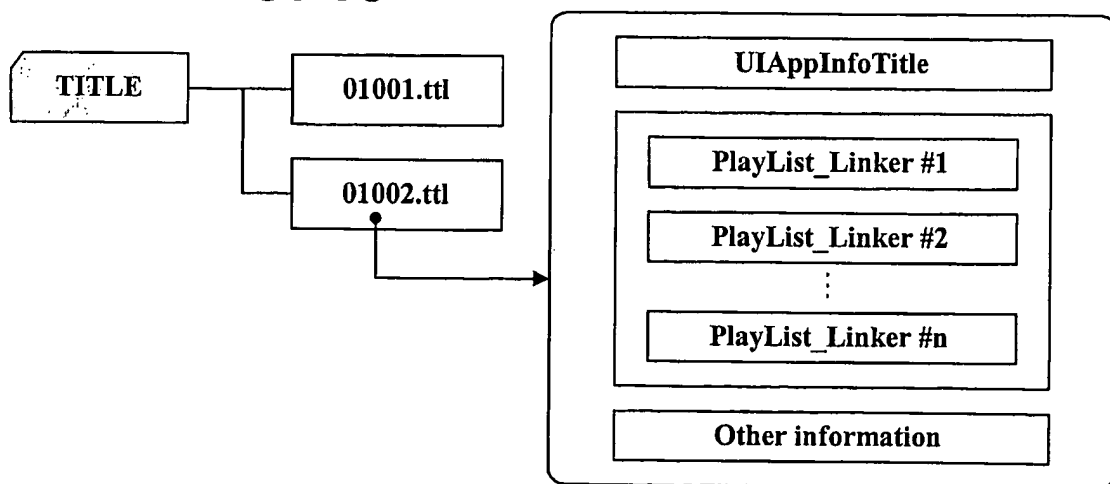 TITLE
01001.ttl
01002.ttl
UIAppInfoTitle
PlayList_Linker #1
PlayList_Linker #2
PlayList_Linker #n
Other information